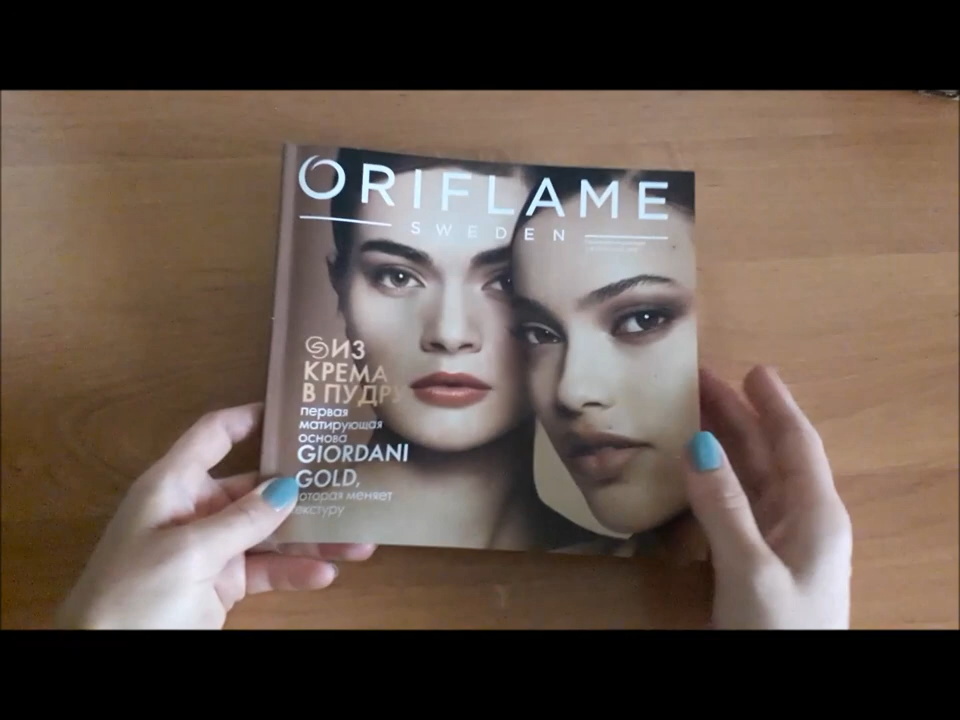 ORIFLAME
SWEDEN
ИЗ
КРЕМА
В ПУДРУ
первая
матирующая
основа
GIORDANI
GOLD,
которая меняет
текстуру